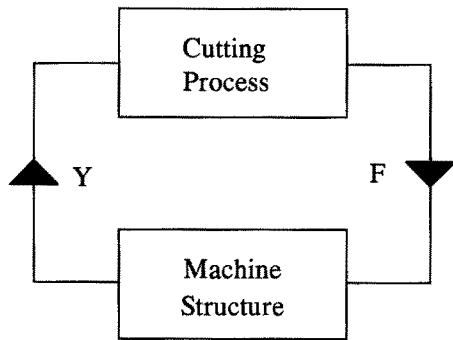 Cutting
Process
Y
F
Machine
Structure